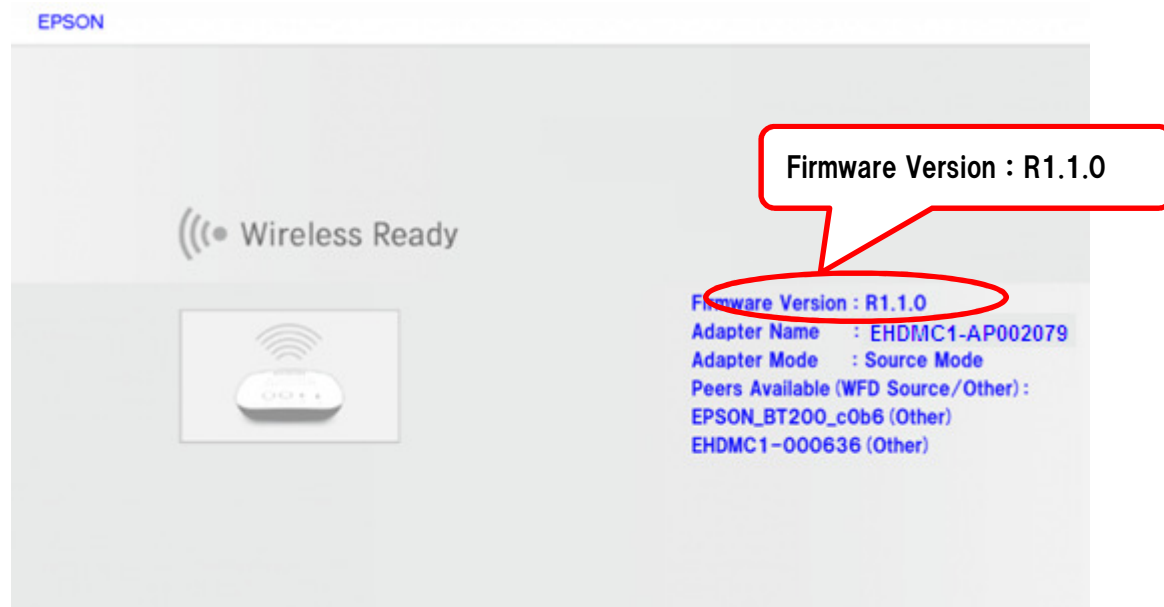 EPSON
Firmware Version : R1.1.0
Wireless Ready
Firmware Version : R1.1.0
Adapter Name : EHDMC1-AP002079
Adapter Mode : Source Mode
Peers Available (WFD Source/Other) :
EPSON_BT200_c0b6 (Other)
EHDMC1-000636 (Other)